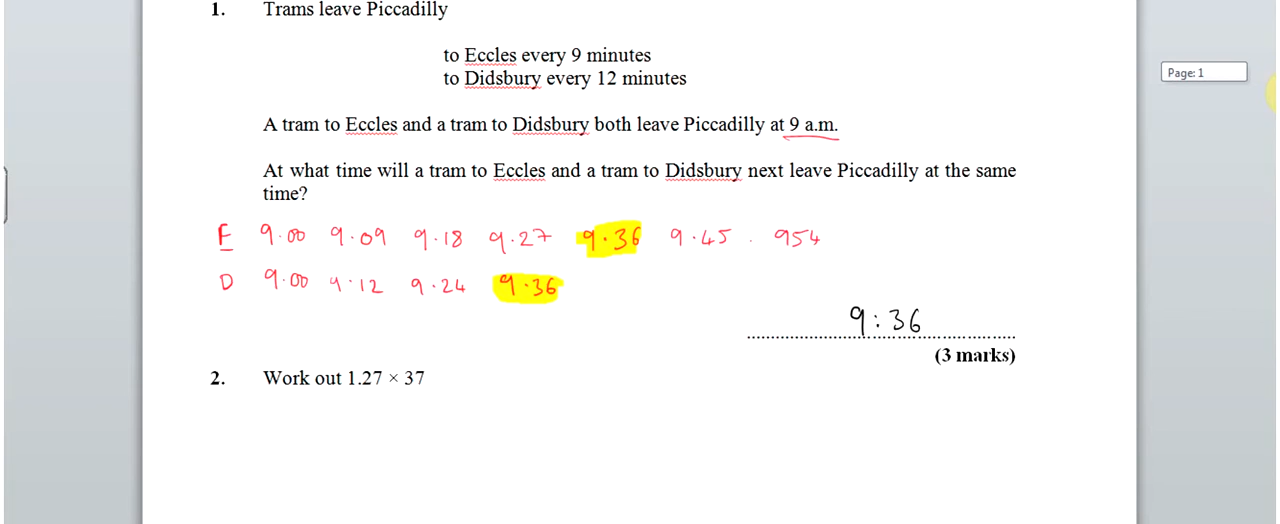 1. Trams leave Piccadilly
to Eccles every 9 minutes
to Didsbury every 12 minutes
Page: 1
A tram to Eccles and a tram to Didsbury both leave Piccadilly at 9 a.m.
At what time will a tram to Eccles and a tram to Didsbury next leave Piccadilly at the same
time?
E 9.00 9.09 9.18 9.27 9.36 9.45 . 954
D 9.00 9.12 9.24 9.36
9:36
(3 marks)
2. Work out 1.27 × 37